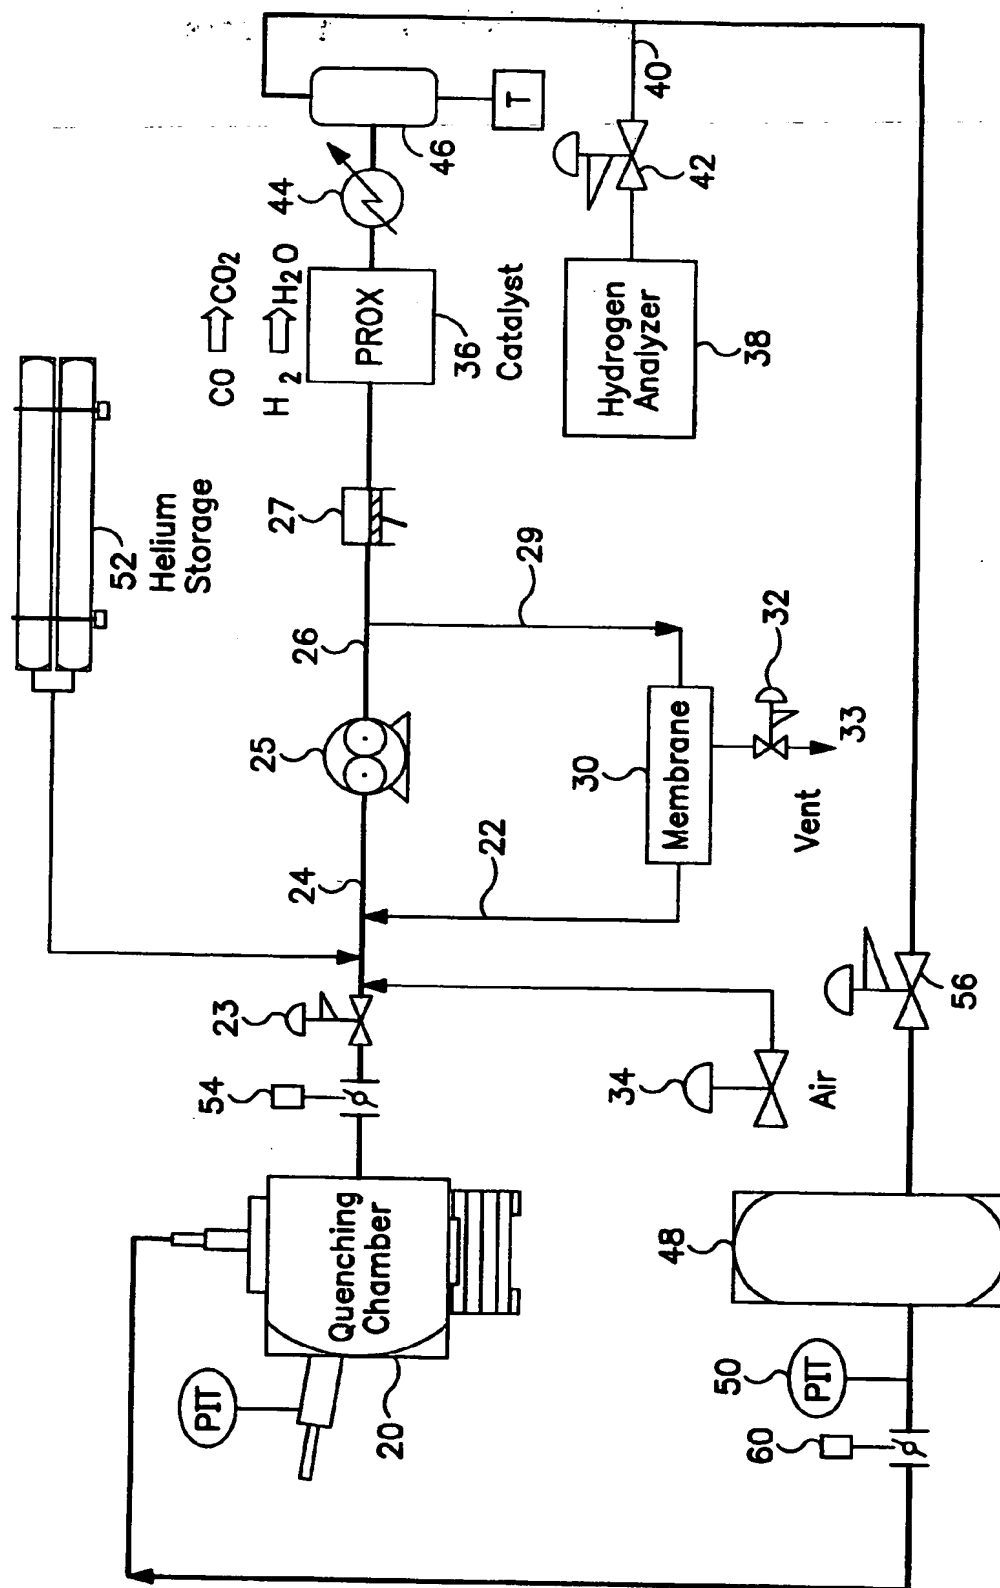 52
Helium
Storage
CO ⇨ CO2
H2 ⇨ H2O
54
23
24
25
26
27
PROX
36
Catalyst
44
46
T
PIT
20
Quenching
Chamber
22
29
30
Membrane
32
33
Vent
34
Air
Hydrogen
Analyzer
38
42
40
60
50
PIT
48
56